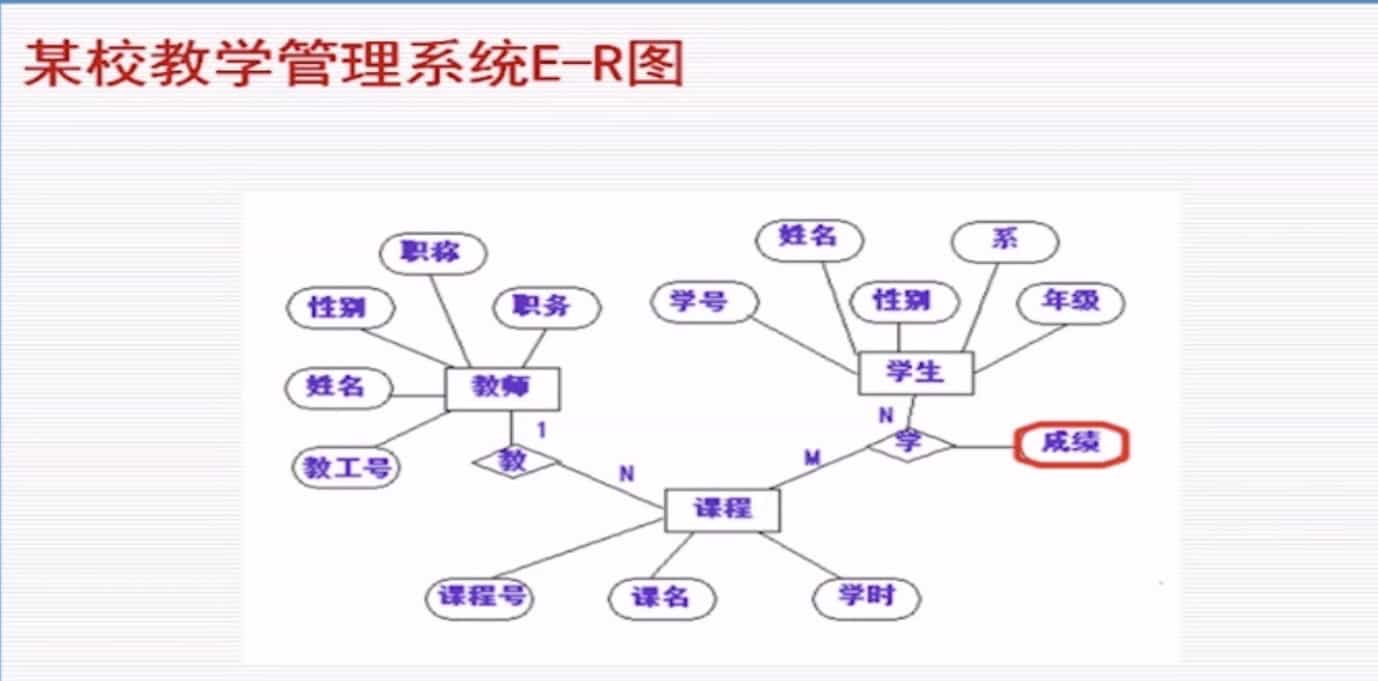 某校教学管理系统E-R图
职称
性别
职务
姓名
教师
教工号
1
教
N
姓名
系
学号
性别
年级
学生
N
学
成绩
M
课程
课程号
课名
学时